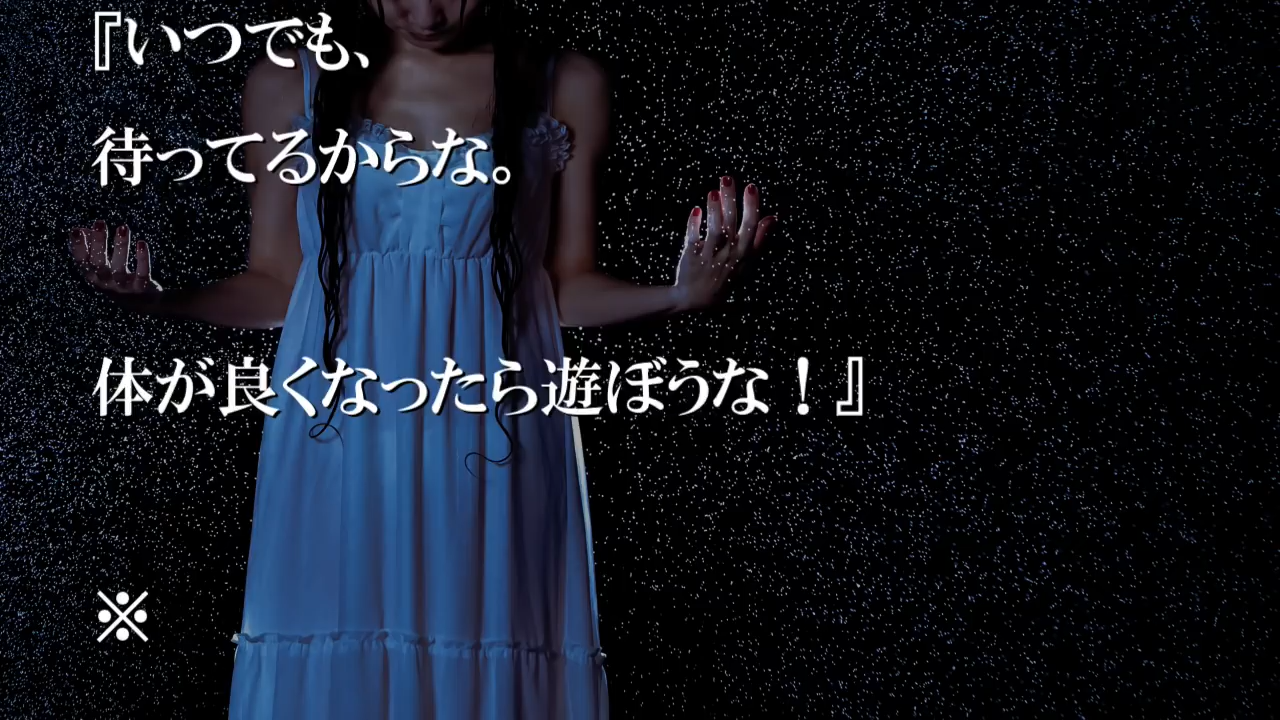 『いつでも、
待ってるからな。
体が良くなったら遊ぼうな！』
※